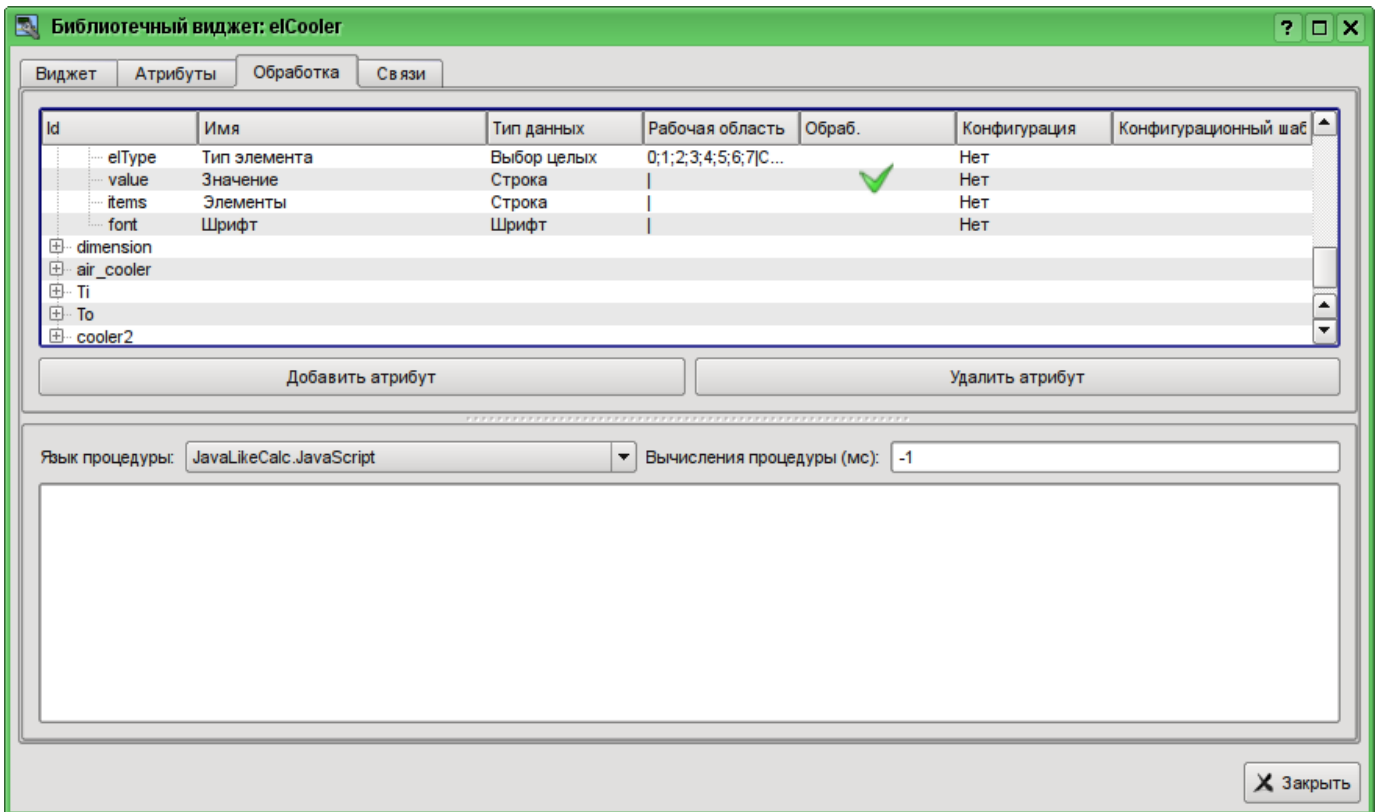 Библиотечный виджет: elCooler
Виджет Атрибуты Обработка Связи
Id Имя Тип данных Рабочая область Обраб. Конфигурация Конфигурационный шаб
elType Тип элемента Выбор целых 0;1;2;3;4;5;6;7|С... Нет
value Значение Строка | Нет
items Элементы Строка | Нет
font Шрифт Шрифт | Нет
dimension
air_cooler
Ti
To
cooler2
Добавить атрибут Удалить атрибут
Язык процедуры: JavaLikeCalc.JavaScript Вычисления процедуры (мс): -1
Закрыть